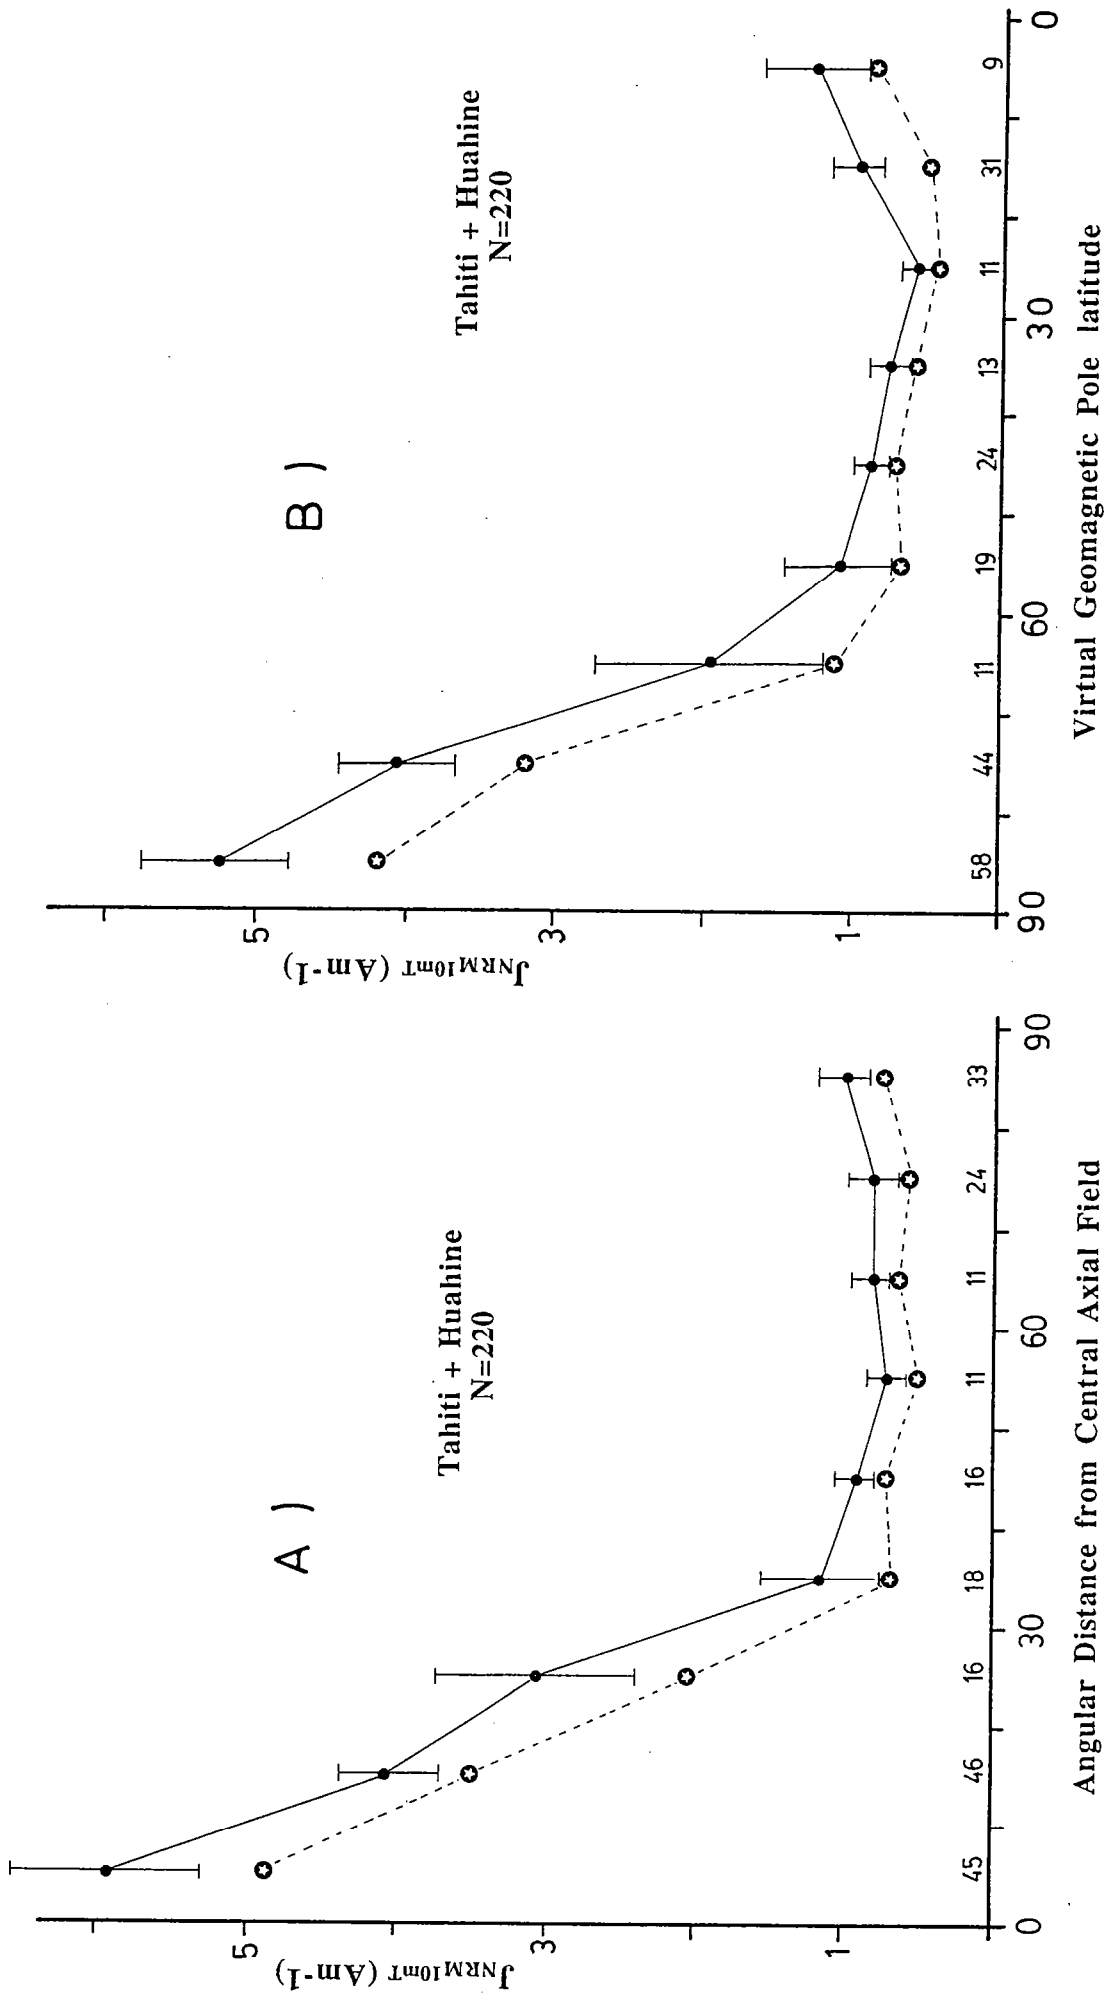 A )
Tahiti + Huahine
N=220
J NRM10mT (Am-1)
5
3
1
45 46 16 18 16 11 11 24 33
0 30 60 90
Angular Distance from Central Axial Field
B )
Tahiti + Huahine
N=220
J NRM10mT (Am-1)
5
3
1
58 44 11 19 24 13 11 31 9
90 60 30 0
Virtual Geomagnetic Pole latitude